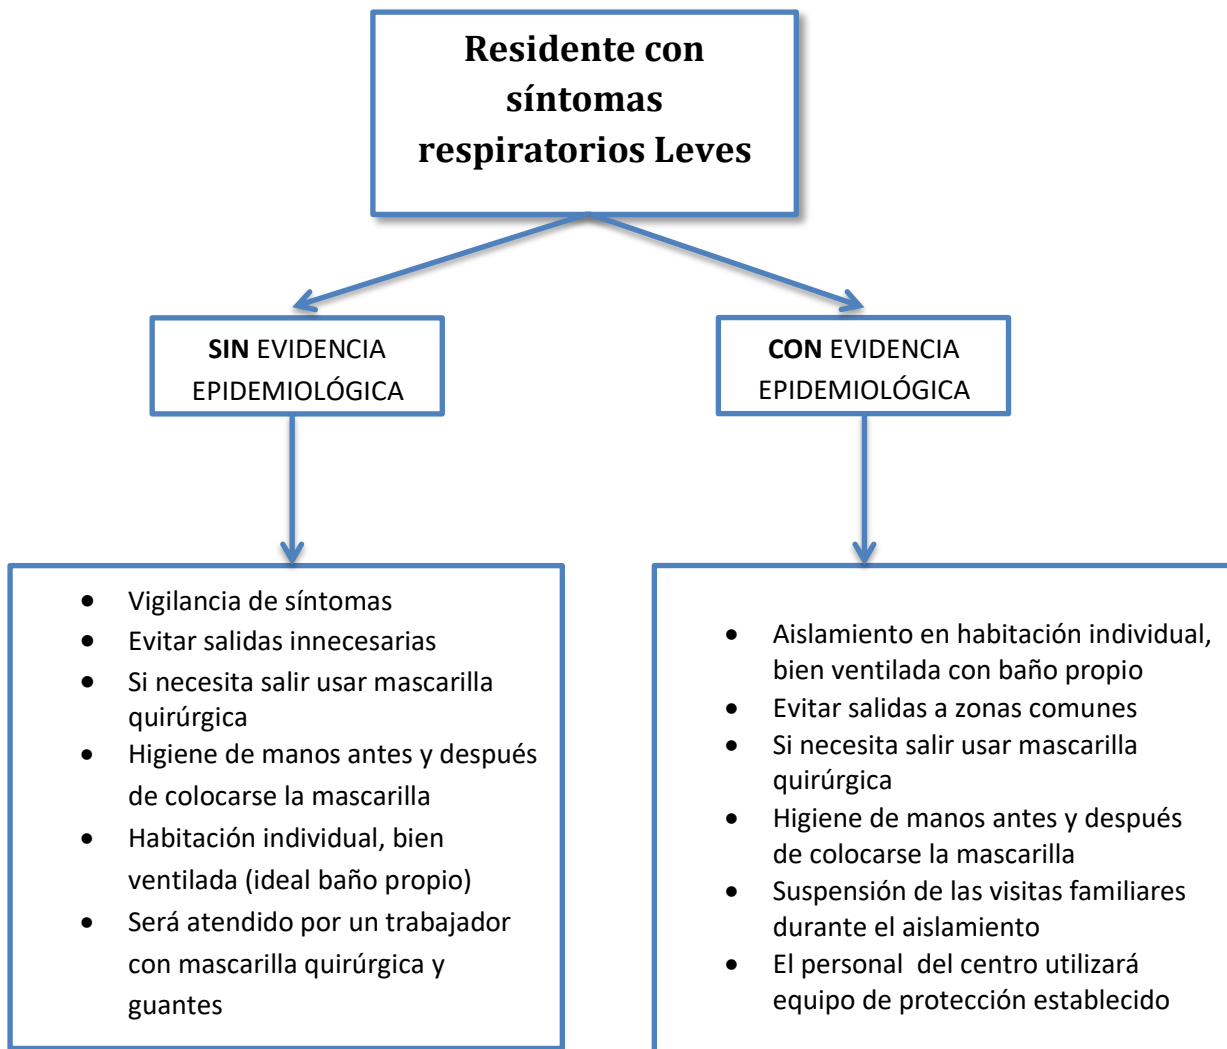 Residente con
síntomas
respiratorios Leves
SIN EVIDENCIA
EPIDEMIOLÓGICA
CON EVIDENCIA
EPIDEMIOLÓGICA
• Vigilancia de síntomas
• Evitar salidas innecesarias
• Si necesita salir usar mascarilla
quirúrgica
• Higiene de manos antes y después
de colocarse la mascarilla
• Habitación individual, bien
ventilada (ideal baño propio)
• Será atendido por un trabajador
con mascarilla quirúrgica y
guantes
• Aislamiento en habitación individual,
bien ventilada con baño propio
• Evitar salidas a zonas comunes
• Si necesita salir usar mascarilla
quirúrgica
• Higiene de manos antes y después
de colocarse la mascarilla
• Suspensión de las visitas familiares
durante el aislamiento
• El personal del centro utilizará
equipo de protección establecido